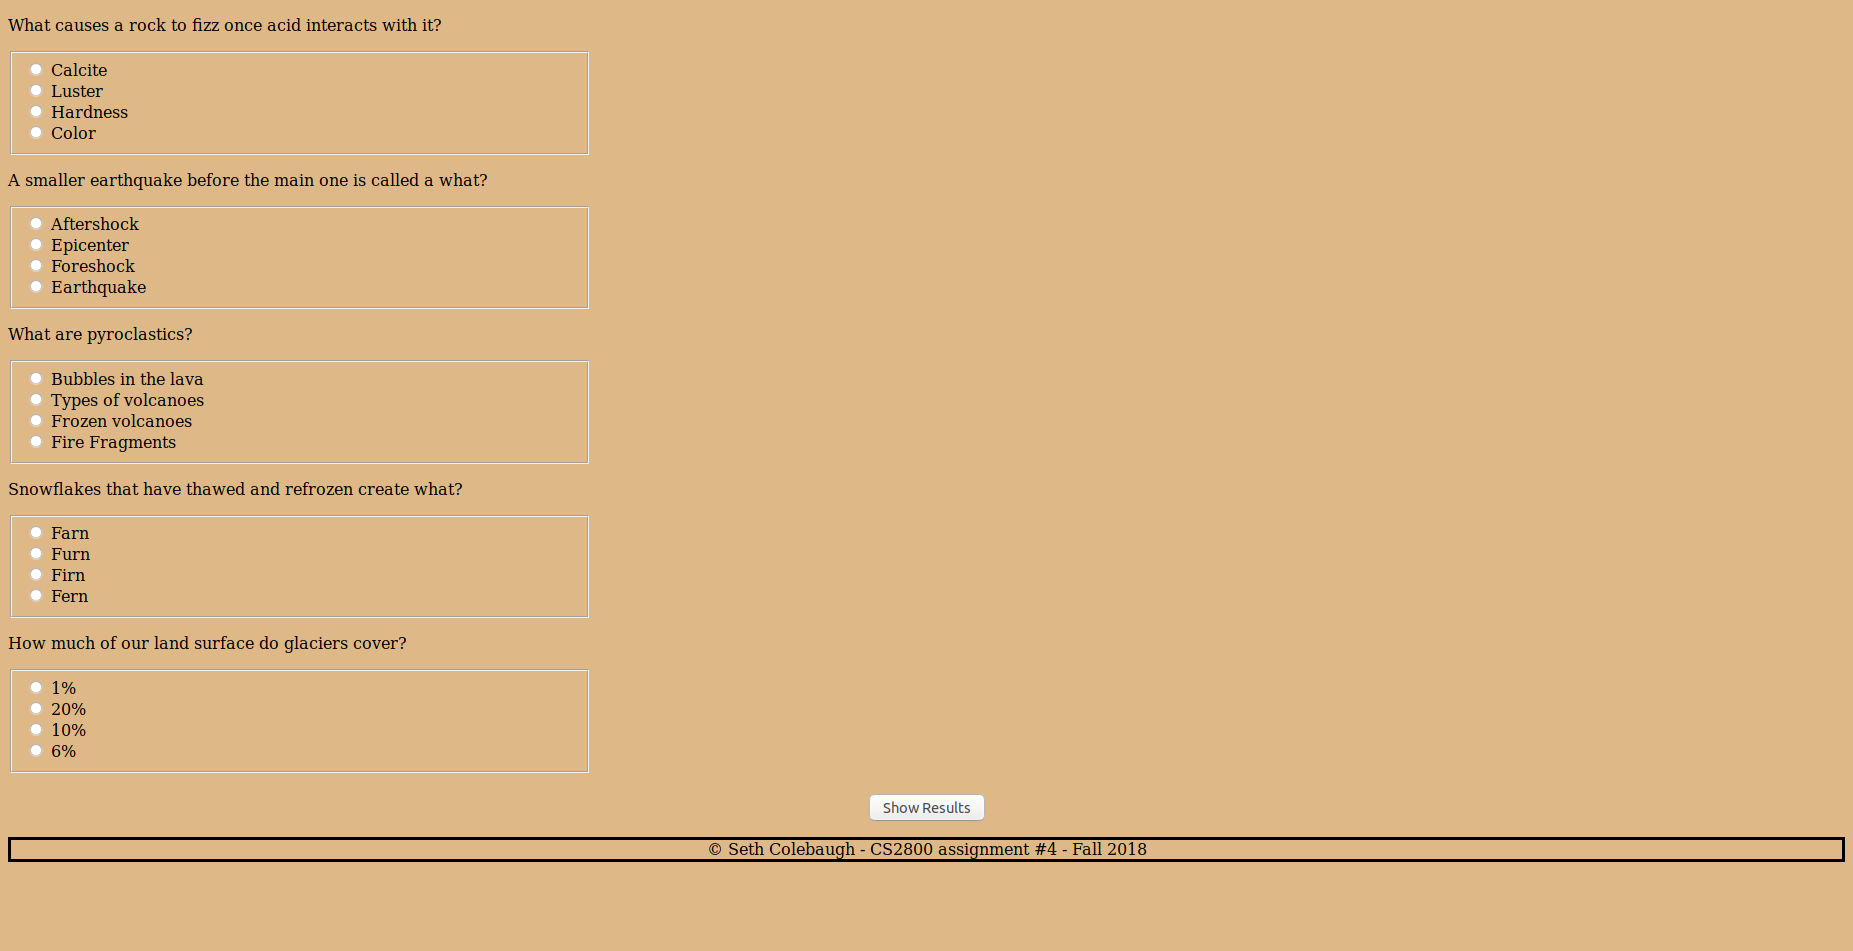 What causes a rock to fizz once acid interacts with it?
Calcite
Luster
Hardness
Color
A smaller earthquake before the main one is called a what?
Aftershock
Epicenter
Foreshock
Earthquake
What are pyroclastics?
Bubbles in the lava
Types of volcanoes
Frozen volcanoes
Fire Fragments
Snowflakes that have thawed and refrozen create what?
Farn
Furn
Firn
Fern
How much of our land surface do glaciers cover?
1%
20%
10%
6%
Show Results
© Seth Colebaugh - CS2800 assignment #4 - Fall 2018